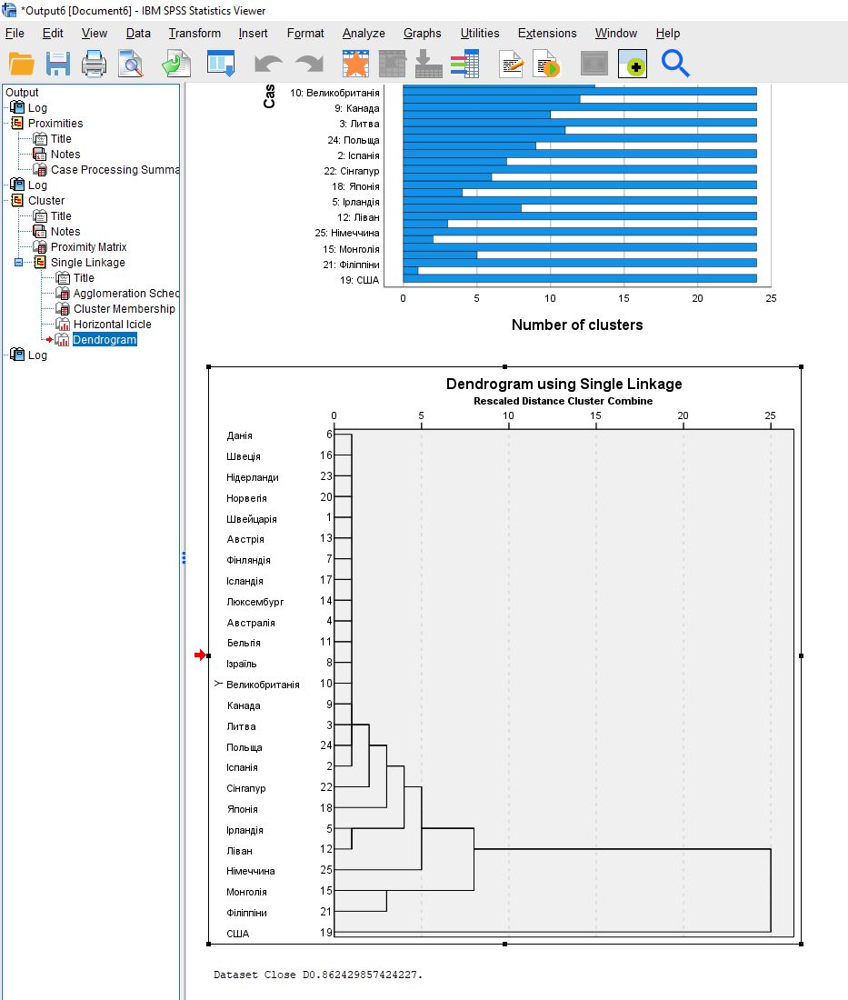 *Output6 [Document6] - IBM SPSS Statistics Viewer
File Edit View Data Transform Insert Format Analyze Graphs Utilities Extensions Window Help
Output
Log
Proximities
Title
Notes
Case Processing Summa
Log
Cluster
Title
Notes
Proximity Matrix
Single Linkage
Title
Agglomeration Sched
Cluster Membership
Horizontal Icicle
Dendrogram
Log
Cas
10: Великобританія
9: Канада
3: Литва
24: Польща
2: Іспанія
22: Сінгапур
18: Японія
5: Ірландія
12: Ліван
25: Німеччина
15: Монголія
21: Філіппіни
19: США
0 5 10 15 20 25
Number of clusters
Dendrogram using Single Linkage
Rescaled Distance Cluster Combine
0 5 10 15 20 25
Данія 6
Швеція 16
Нідерланди 23
Норвегія 20
Швейцарія 1
Австрія 13
Фінляндія 7
Ісландія 17
Люксембург 14
Австралія 4
Бельгія 11
Ізраїль 8
Y
Великобританія 10
Канада 9
Литва 3
Польща 24
Іспанія 2
Сінгапур 22
Японія 18
Ірландія 5
Ліван 12
Німеччина 25
Монголія 15
Філіппіни 21
США 19
Dataset Close D0.862429857424227.